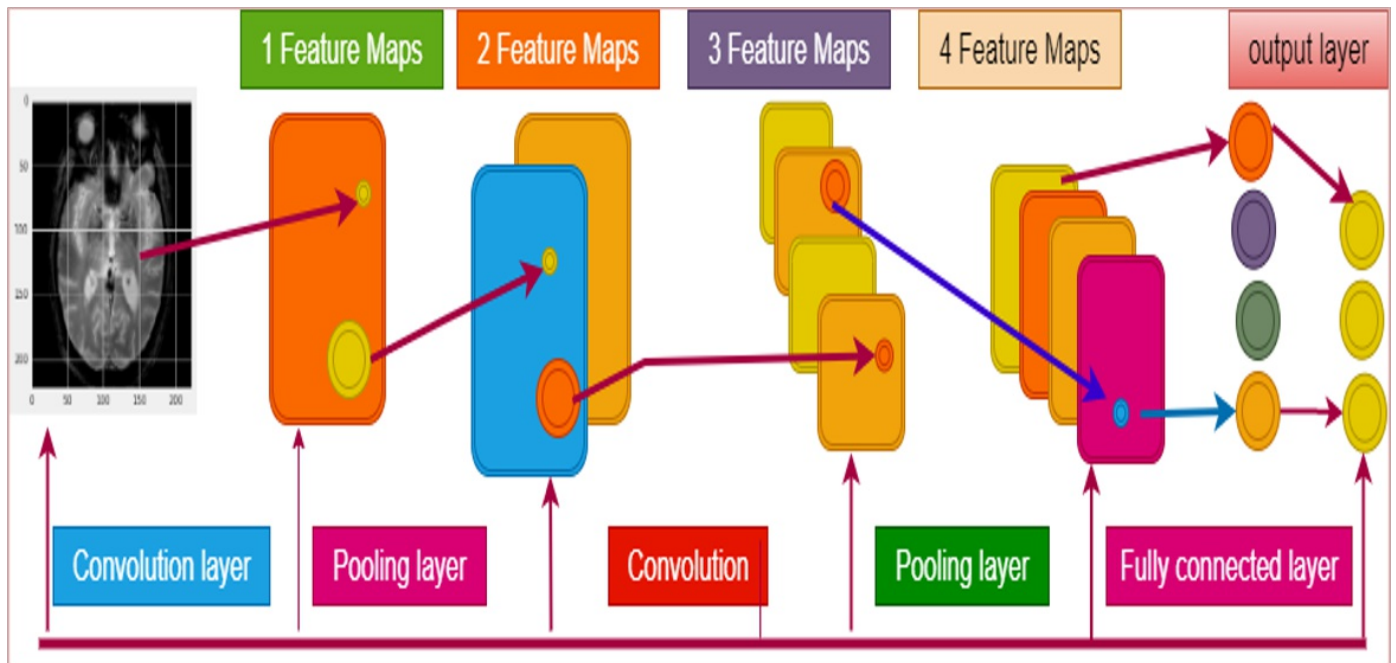 1 Feature Maps
2 Feature Maps
3 Feature Maps
4 Feature Maps
output layer
0
50
100
150
200
0
50
100
150
200
Convolution layer
Pooling layer
Convolution
Pooling layer
Fully connected layer